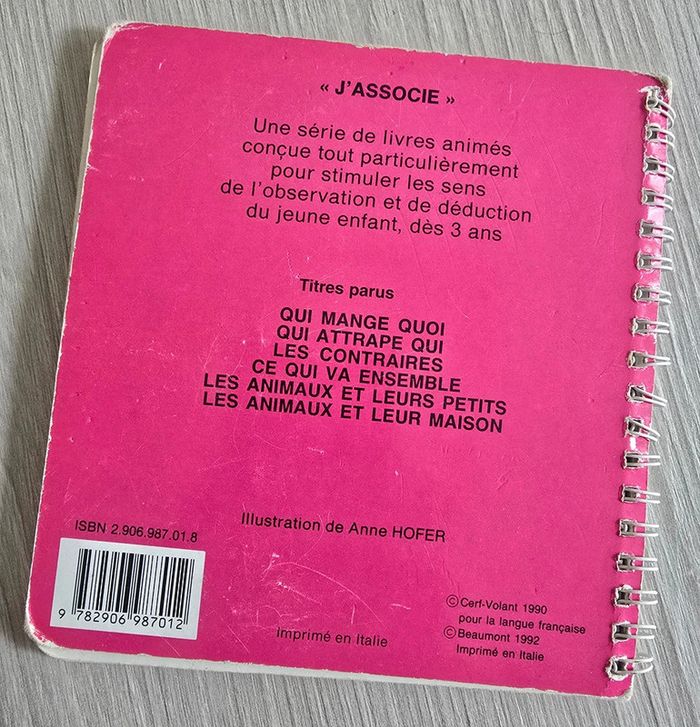 « J'ASSOCIE »
Une série de livres animés
conçue tout particulièrement
pour stimuler les sens
de l'observation et de déduction
du jeune enfant, dès 3 ans
Titres parus
QUI MANGE QUOI
QUI ATTRAPE QUI
LES CONTRAIRES
CE QUI VA ENSEMBLE
LES ANIMAUX ET LEURS PETITS
LES ANIMAUX ET LEUR MAISON
Illustration de Anne HOFER
ISBN 2.906.987.01.8
9 782906 987012
Imprimé en Italie
©Cerf-Volant 1990
pour la langue française
©Beaumont 1992
Imprimé en Italie